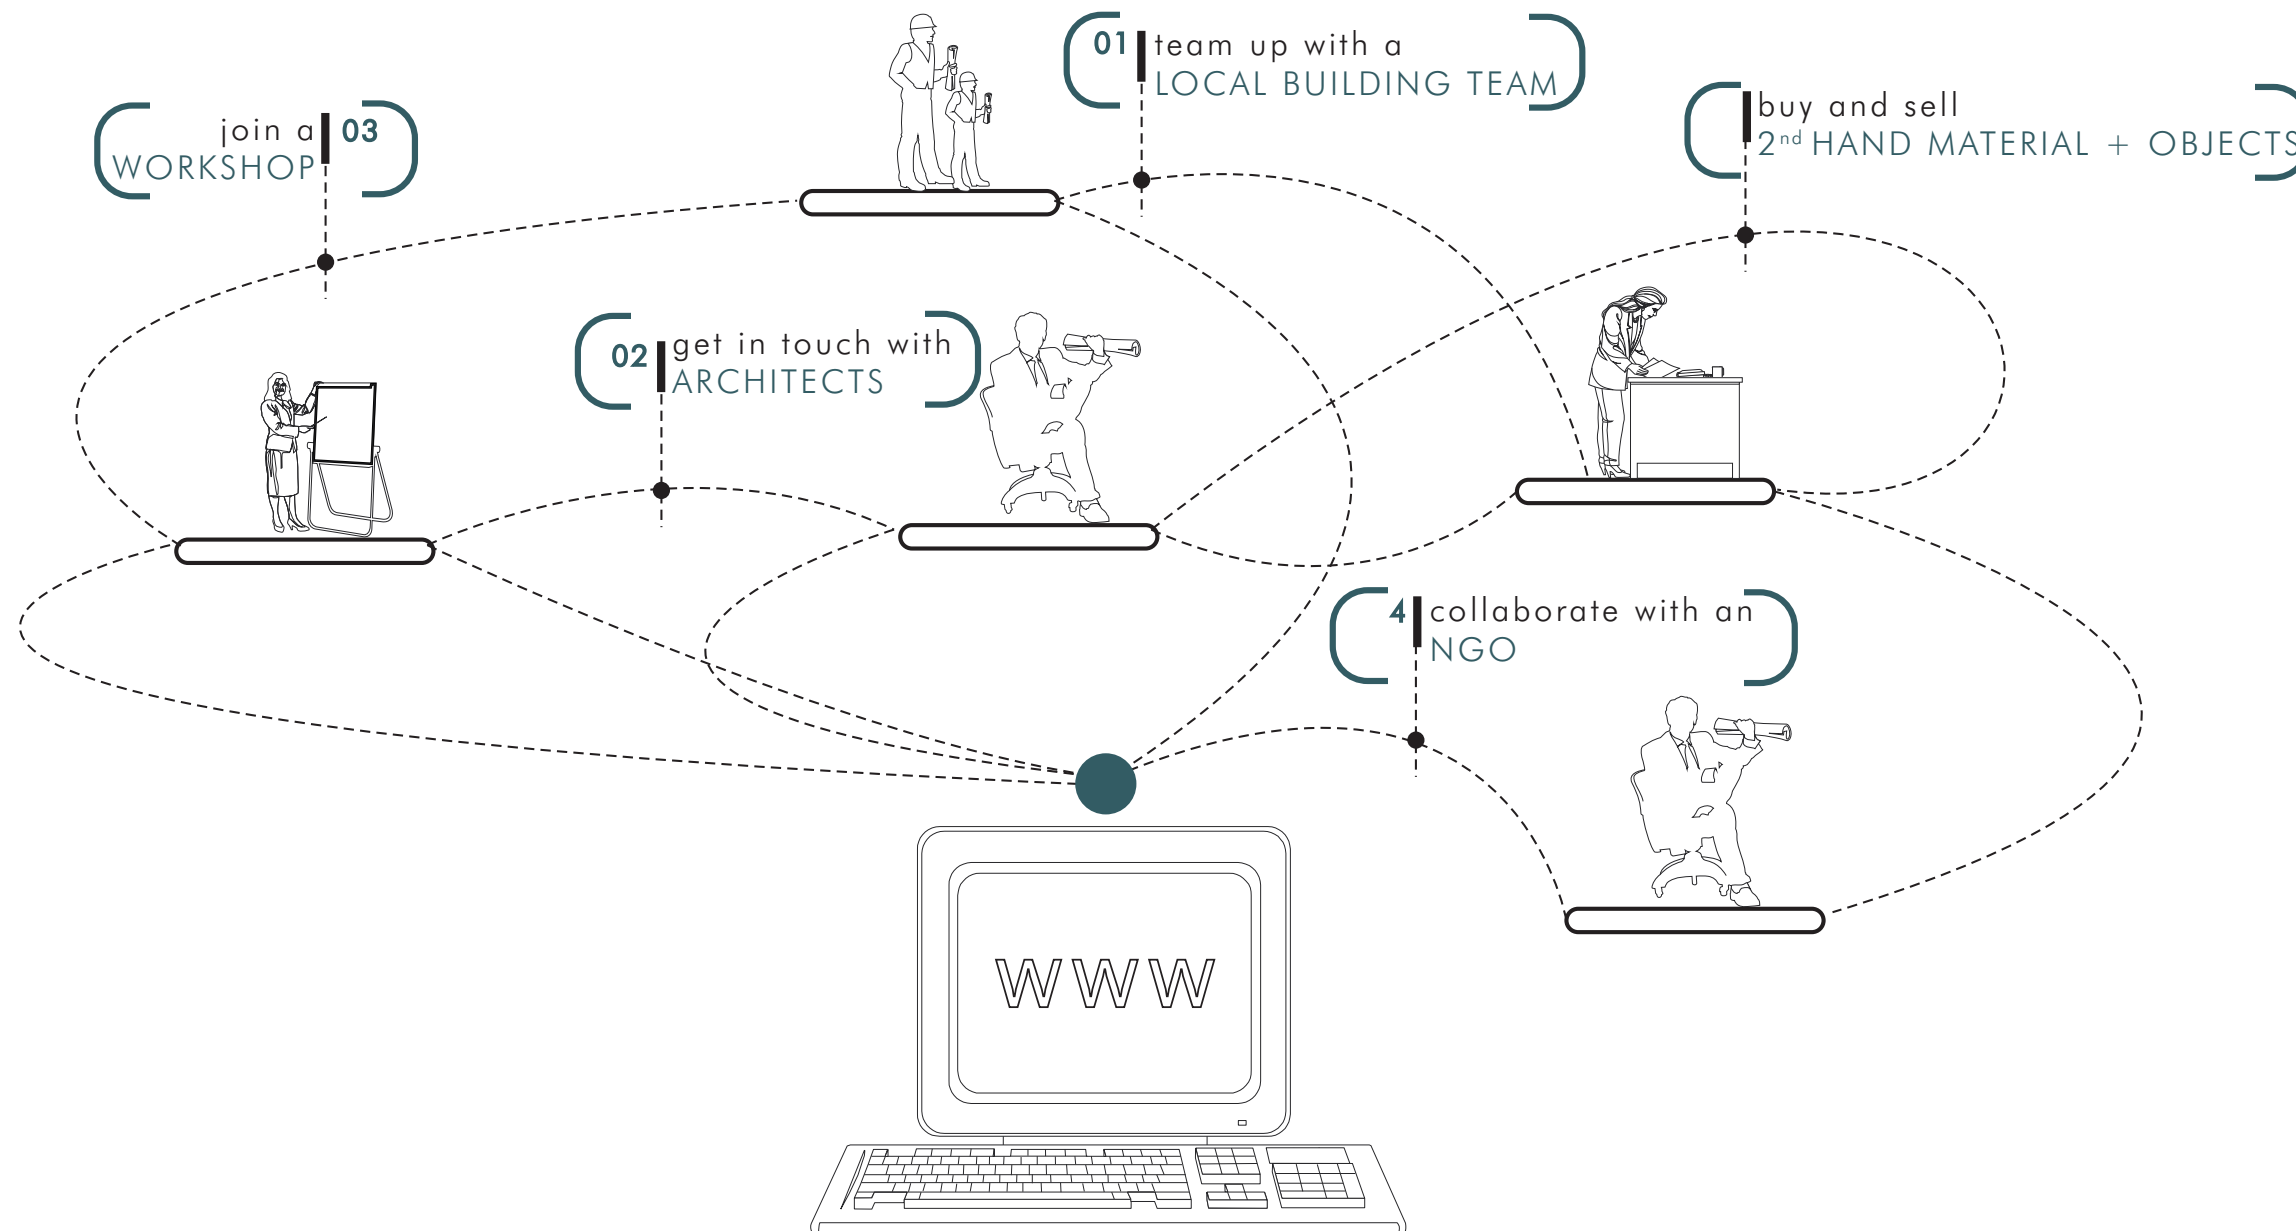 01
team up with a
LOCAL BUILDING TEAM
buy and sell
2nd HAND MATERIAL + OBJECTS
join a
03
WORKSHOP
02
get in touch with
ARCHITECTS
4
collaborate with an
NGO
WWW